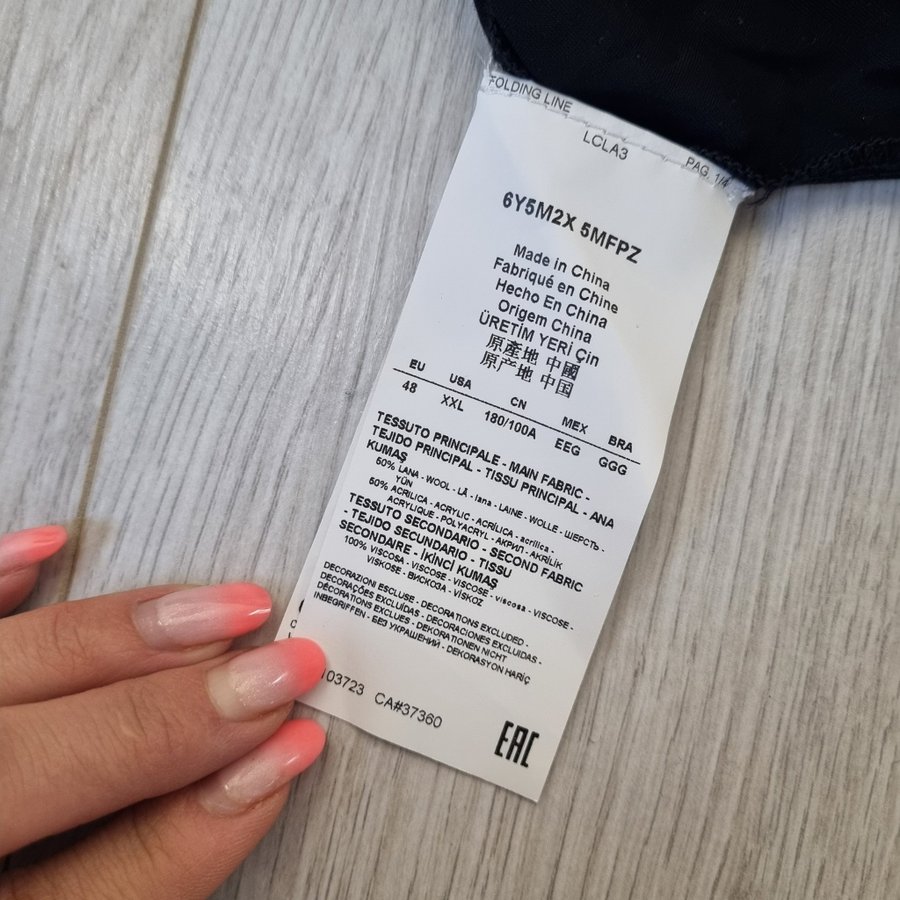 FOLDING LINE
LCLA3
PAG. 1/4
6Y5M2X 5MFPZ
Made in China
Fabriqué en Chine
Hecho En China
Origem China
ÜRETİM YERİ Çin
原產地 中國
原产地 中国
EU USA CN MEX BRA
48 XXL 180/100A EEG GGG
TESSUTO PRINCIPALE - MAIN FABRIC -
TEJIDO PRINCIPAL - TISSU PRINCIPAL - ANA
KUMAŞ
50% LANA - WOOL - LÃ - lana - LAINE - WOLLE - ШЕРСТЬ -
YÜN
50% ACRILICA - ACRYLIC - ACRÍLICA - acrílica -
ACRYLIQUE - POLYACRYL - АКРИЛ - AKRİLİK
TESSUTO SECONDARIO - SECOND FABRIC
- TEJIDO SECUNDARIO - TISSU
SECONDAIRE - İKİNCİ KUMAŞ
100% VISCOSA - VISCOSE - VISCOSE - viscosa - VISCOSE -
VISKOSE - ВИСКОЗА - VİSKOZ
DECORAZIONI ESCLUSE - DECORATIONS EXCLUDED -
DECORAÇÕES EXCLUÍDAS - DECORACIONES EXCLUIDAS -
DÉCORATIONS EXCLUES - DEKORATIONEN NICHT
INBEGRIFFEN - БЕЗ УКРАШЕНИЙ - DEKORASYON HARİÇ
103723 CA#37360
EAC